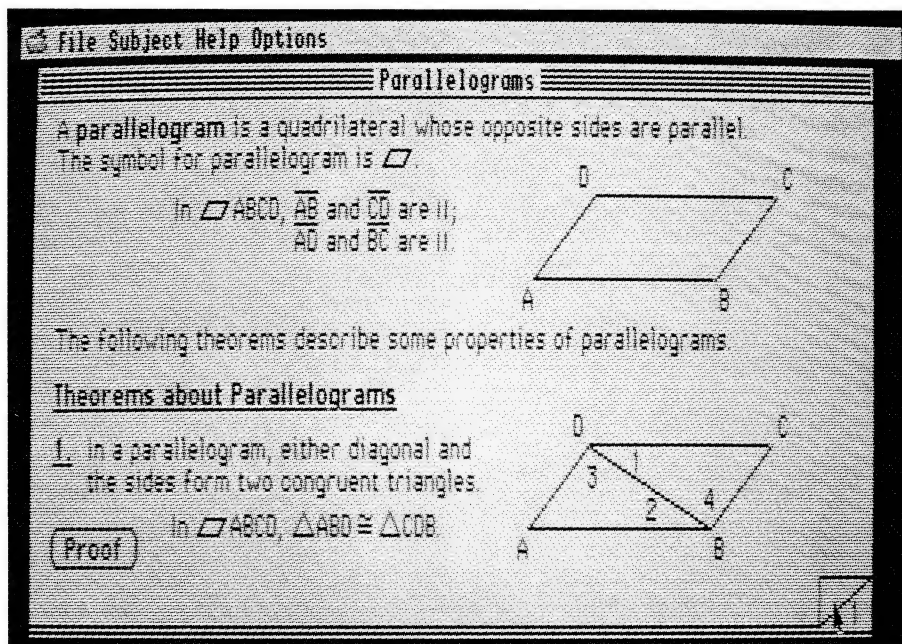 File Subject Help Options
Parallelograms
A parallelogram is a quadrilateral whose opposite sides are parallel.
The symbol for parallelogram is ▱.
In ▱ABCD, AB and CD are ||;
AD and BC are ||.
D C
A B
The following theorems describe some properties of parallelograms.
Theorems about Parallelograms
1. In a parallelogram, either diagonal and
the sides form two congruent triangles.
In ▱ABCD, △ABD ≅ △CDB.
Proof
D C
1
3
4
2
A B
1